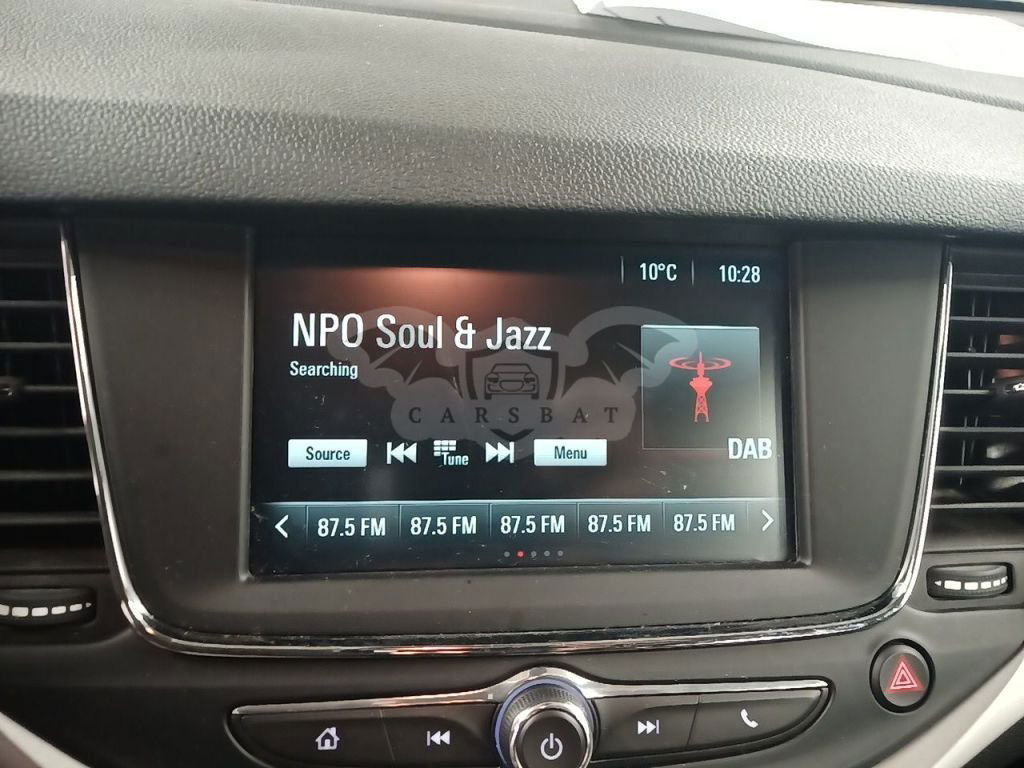 10°C 10:28
NPO Soul & Jazz
Searching
CARSBAT
Source Tune Menu
DAB
87.5 FM 87.5 FM 87.5 FM 87.5 FM 87.5 FM